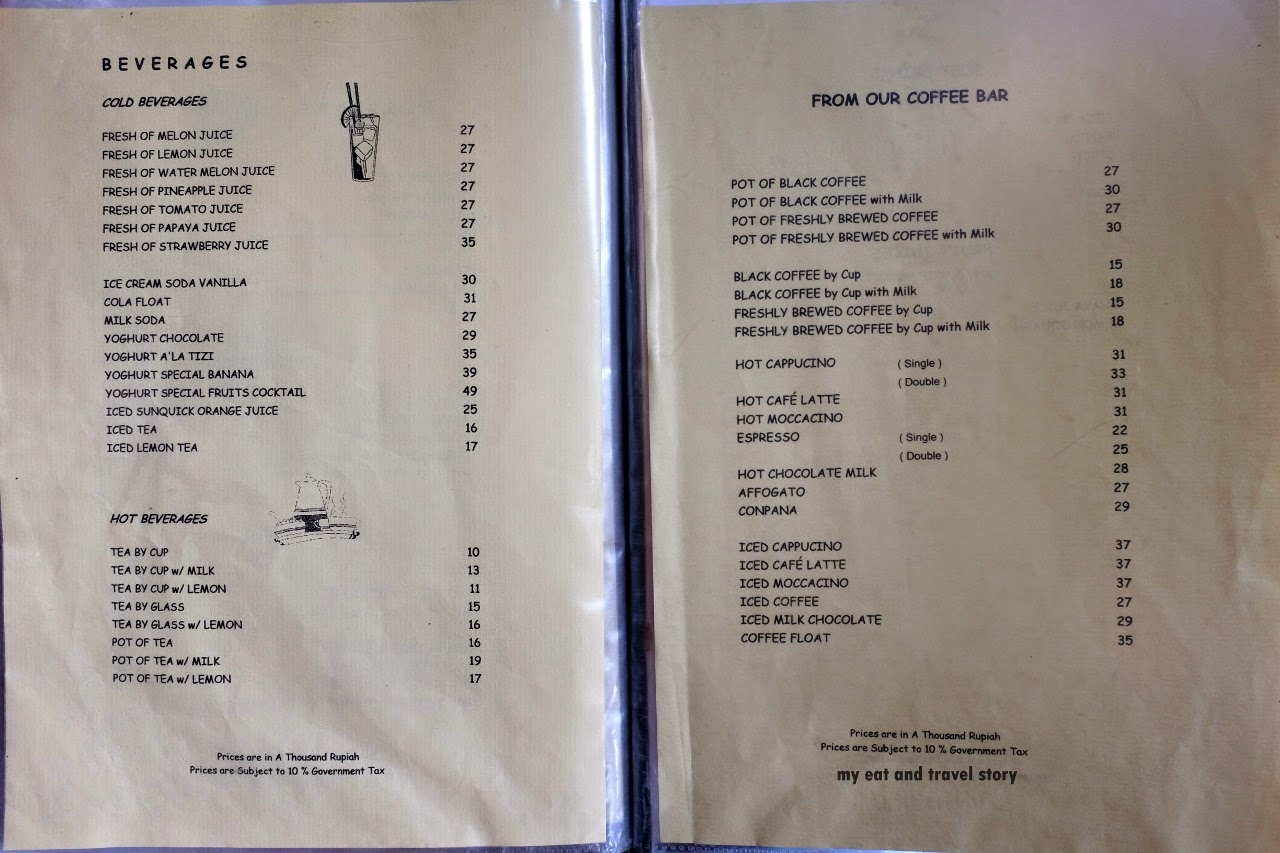 BEVERAGES
COLD BEVERAGES
FRESH OF MELON JUICE 27
FRESH OF LEMON JUICE 27
FRESH OF WATER MELON JUICE 27
FRESH OF PINEAPPLE JUICE 27
FRESH OF TOMATO JUICE 27
FRESH OF PAPAYA JUICE 27
FRESH OF STRAWBERRY JUICE 35
ICE CREAM SODA VANILLA 30
COLA FLOAT 31
MILK SODA 27
YOGHURT CHOCOLATE 29
YOGHURT A'LA TIZI 35
YOGHURT SPECIAL BANANA 39
YOGHURT SPECIAL FRUITS COCKTAIL 49
ICED SUNQUICK ORANGE JUICE 25
ICED TEA 16
ICED LEMON TEA 17
HOT BEVERAGES
TEA BY CUP 10
TEA BY CUP w/ MILK 13
TEA BY CUP w/ LEMON 11
TEA BY GLASS 15
TEA BY GLASS w/ LEMON 16
POT OF TEA 16
POT OF TEA w/ MILK 19
POT OF TEA w/ LEMON 17
Prices are in A Thousand Rupiah
Prices are Subject to 10 % Government Tax
FROM OUR COFFEE BAR
POT OF BLACK COFFEE 27
POT OF BLACK COFFEE with Milk 30
POT OF FRESHLY BREWED COFFEE 27
POT OF FRESHLY BREWED COFFEE with Milk 30
BLACK COFFEE by Cup 15
BLACK COFFEE by Cup with Milk 18
FRESHLY BREWED COFFEE by Cup 15
FRESHLY BREWED COFFEE by Cup with Milk 18
HOT CAPPUCINO ( Single ) 31
( Double ) 33
HOT CAFÉ LATTE 31
HOT MOCCACINO 31
ESPRESSO ( Single ) 22
( Double ) 25
HOT CHOCOLATE MILK 28
AFFOGATO 27
CONPANA 29
ICED CAPPUCINO 37
ICED CAFÉ LATTE 37
ICED MOCCACINO 37
ICED COFFEE 27
ICED MILK CHOCOLATE 29
COFFEE FLOAT 35
Prices are in A Thousand Rupiah
Prices are Subject to 10 % Government Tax
my eat and travel story